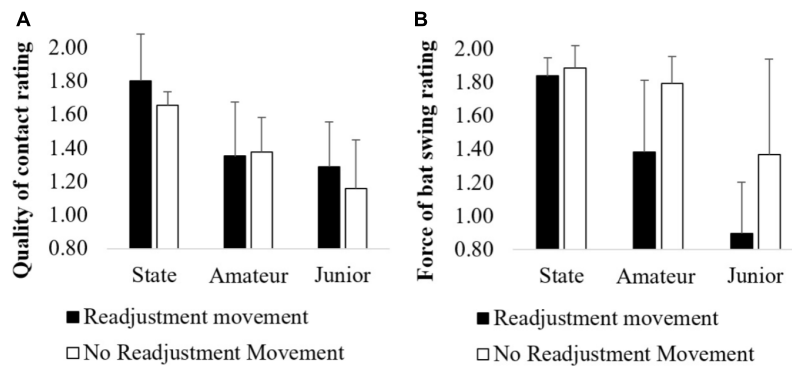 A
Quality of contact rating
2.00
1.80
1.60
1.40
1.20
1.00
0.80
State Amateur Junior
Readjustment movement
No Readjustment Movement
B
Force of bat swing rating
2.00
1.80
1.60
1.40
1.20
1.00
0.80
State Amateur Junior
Readjustment movement
No Readjustment Movement